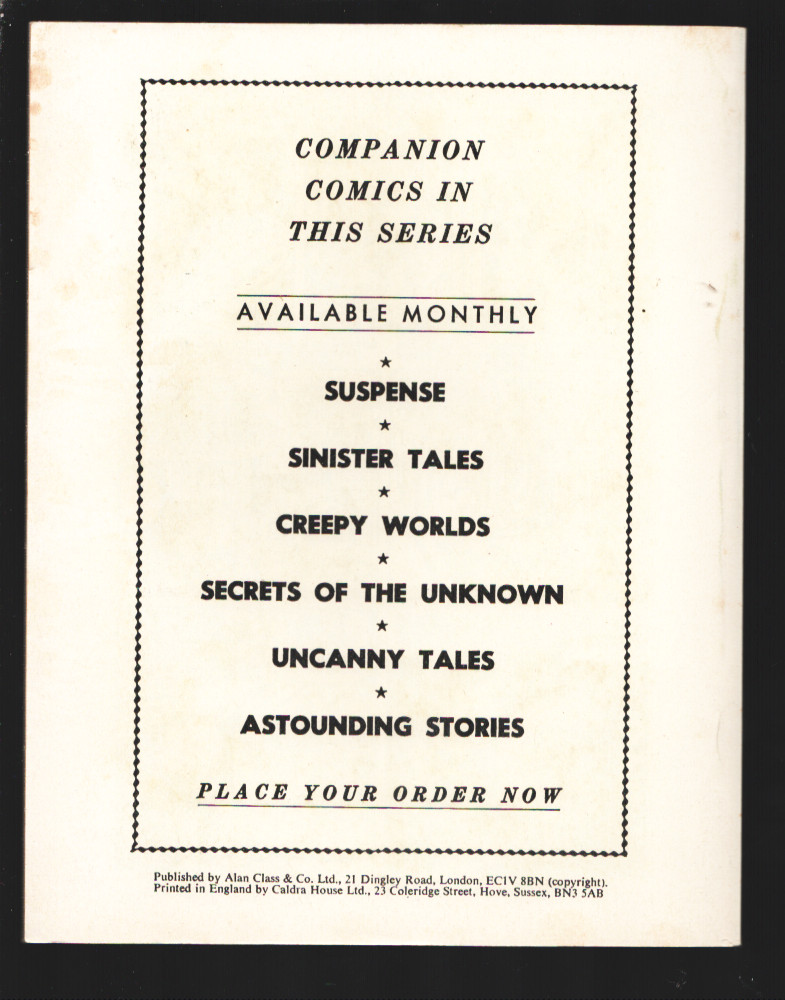 COMPANION
COMICS IN
THIS SERIES
AVAILABLE MONTHLY
★
SUSPENSE
★
SINISTER TALES
★
CREEPY WORLDS
★
SECRETS OF THE UNKNOWN
★
UNCANNY TALES
★
ASTOUNDING STORIES
PLACE YOUR ORDER NOW
Published by Alan Class & Co. Ltd., 21 Dingley Road, London, EC1V 8BN (copyright).
Printed in England by Caldra House Ltd., 23 Coleridge Street, Hove, Sussex, BN3 5AB